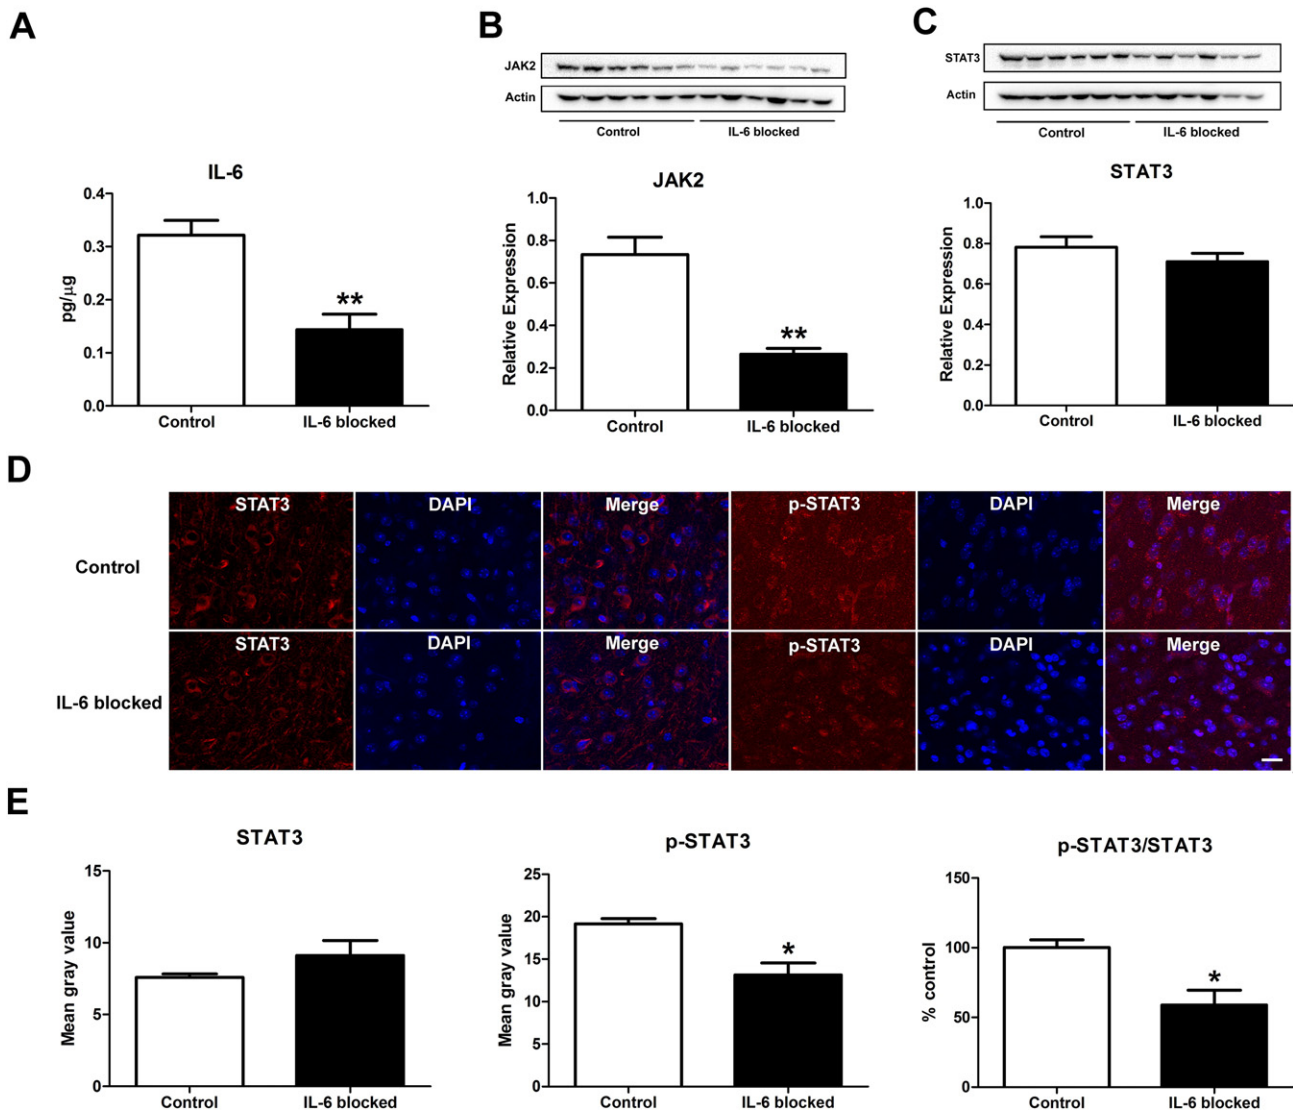 A
B
C
JAK2
Actin
Control IL-6 blocked
STAT3
Actin
Control IL-6 blocked
IL-6
0.4
0.3
0.2
0.1
0.0
pg/μg
**
Control IL-6 blocked
JAK2
1.0
0.8
0.6
0.4
0.2
0.0
Relative Expression
**
Control IL-6 blocked
STAT3
1.0
0.8
0.6
0.4
0.2
0.0
Relative Expression
Control IL-6 blocked
D
STAT3 DAPI Merge p-STAT3 DAPI Merge
Control
STAT3 DAPI Merge p-STAT3 DAPI Merge
IL-6 blocked
E
STAT3
15
10
5
0
Mean gray value
Control IL-6 blocked
p-STAT3
25
20
15
10
5
0
Mean gray value
*
Control IL-6 blocked
p-STAT3/STAT3
150
100
50
0
% control
*
Control IL-6 blocked